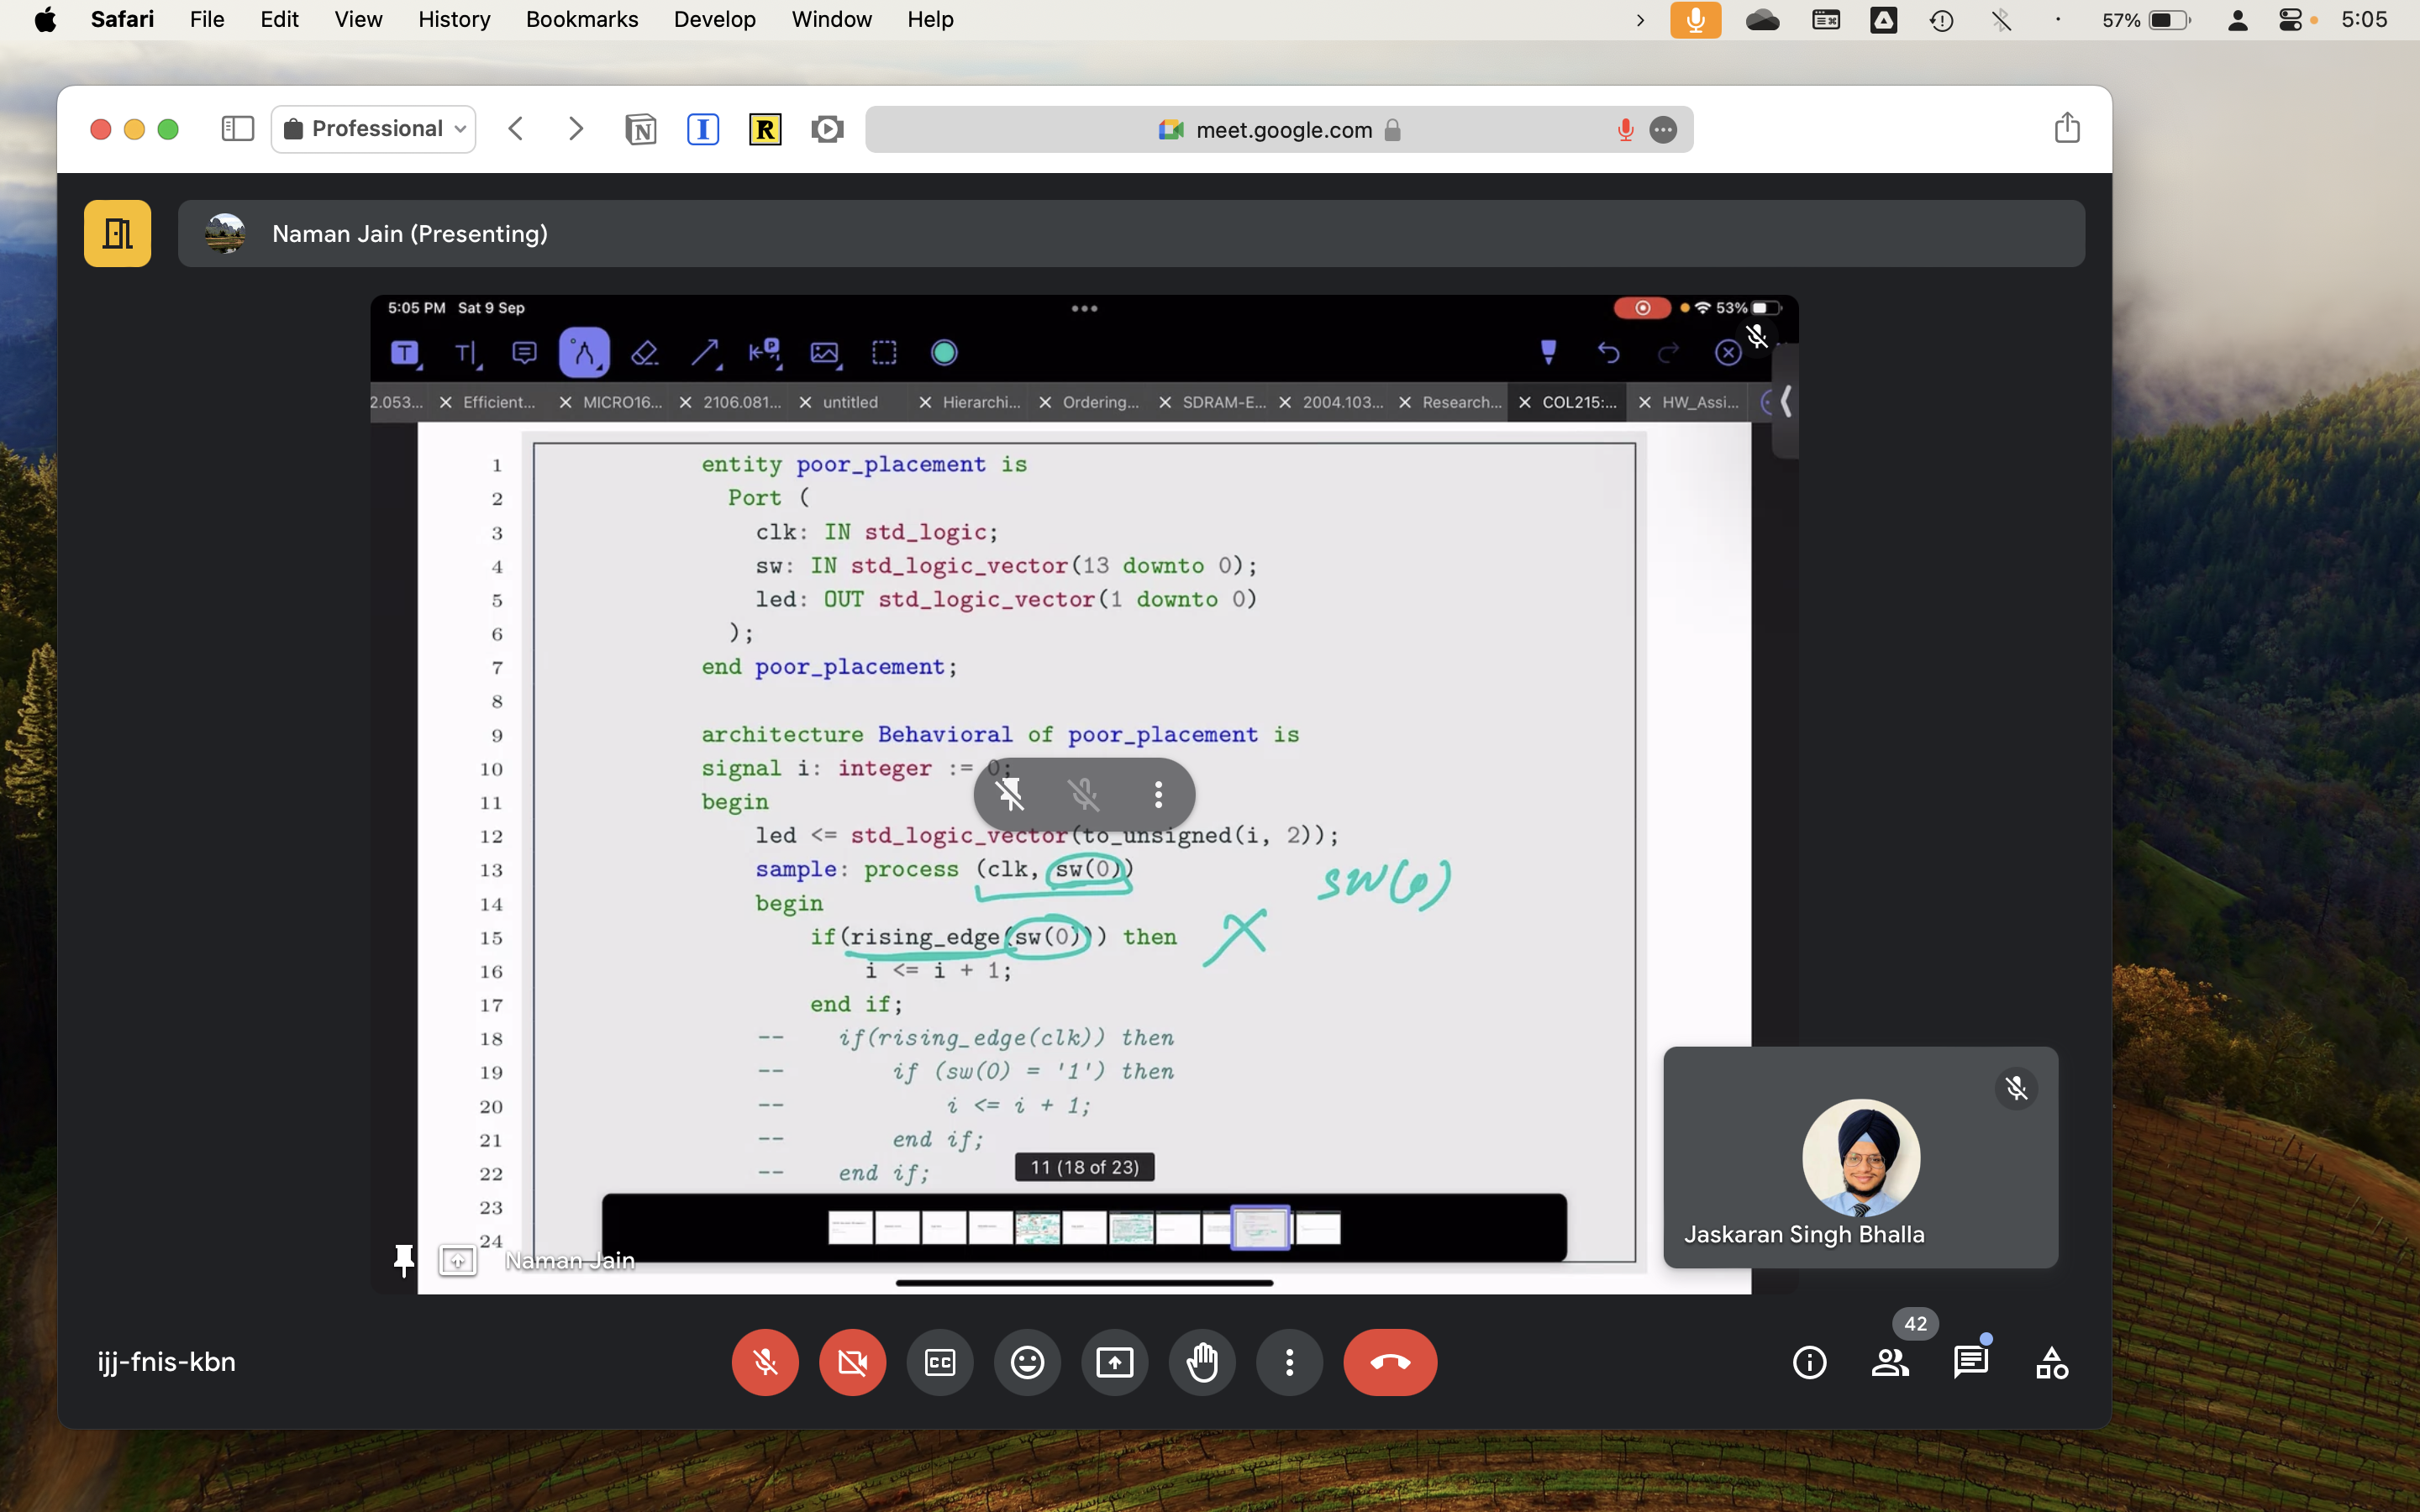 Safari File Edit View History Bookmarks Develop Window Help 57% 5:05
Professional meet.google.com
Naman Jain (Presenting)
5:05 PM Sat 9 Sep 53%
2.053... Efficient... MICRO16... 2106.081... untitled Hierarchi... Ordering... SDRAM-E... 2004.103... Research... COL215:... HW_Assi...
1 entity poor_placement is
2 Port (
3 clk: IN std_logic;
4 sw: IN std_logic_vector(13 downto 0);
5 led: OUT std_logic_vector(1 downto 0)
6 );
7 end poor_placement;
8
9 architecture Behavioral of poor_placement is
10 signal i: integer := 0;
11 begin
12 led <= std_logic_vector(to_unsigned(i, 2));
13 sample: process (clk, sw(0))
sw(0)
14 begin
15 if(rising_edge(sw(0))) then X
16 i <= i + 1;
17 end if;
18 -- if(rising_edge(clk)) then
19 -- if (sw(0) = '1') then
20 -- i <= i + 1;
21 -- end if;
22 -- end if;
11 (18 of 23)
23
24
Naman Jain
Jaskaran Singh Bhalla
ijj-fnis-kbn
42